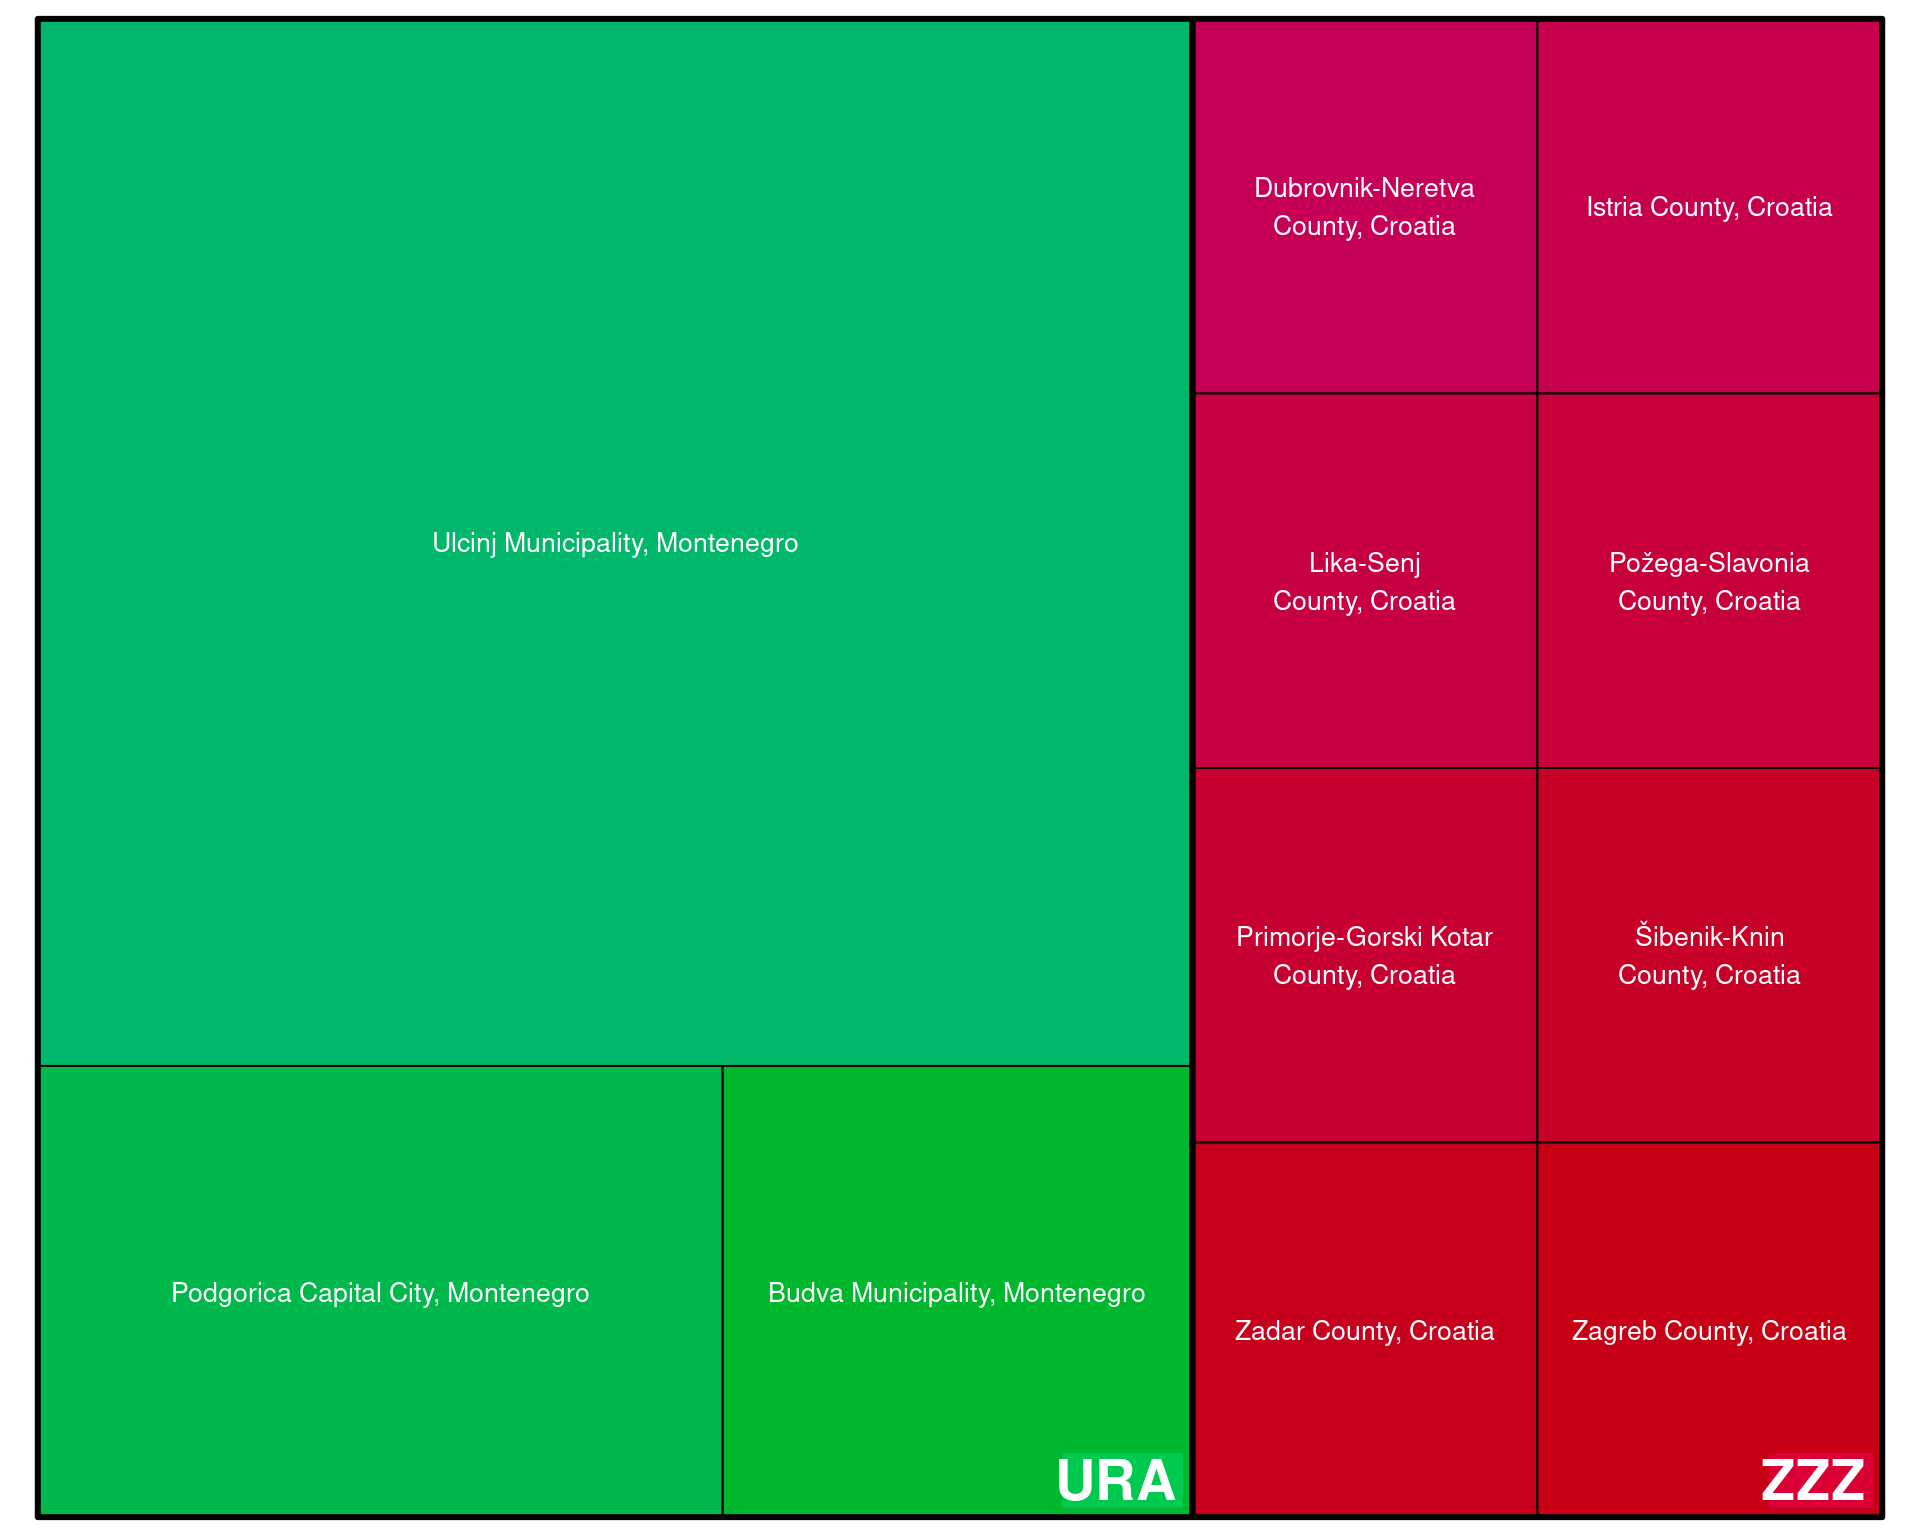 Ulcinj Municipality, Montenegro
Podgorica Capital City, Montenegro
Budva Municipality, Montenegro
URA
Dubrovnik-Neretva
County, Croatia
Istria County, Croatia
Lika-Senj
County, Croatia
Požega-Slavonia
County, Croatia
Primorje-Gorski Kotar
County, Croatia
Šibenik-Knin
County, Croatia
Zadar County, Croatia
Zagreb County, Croatia
ZZZ